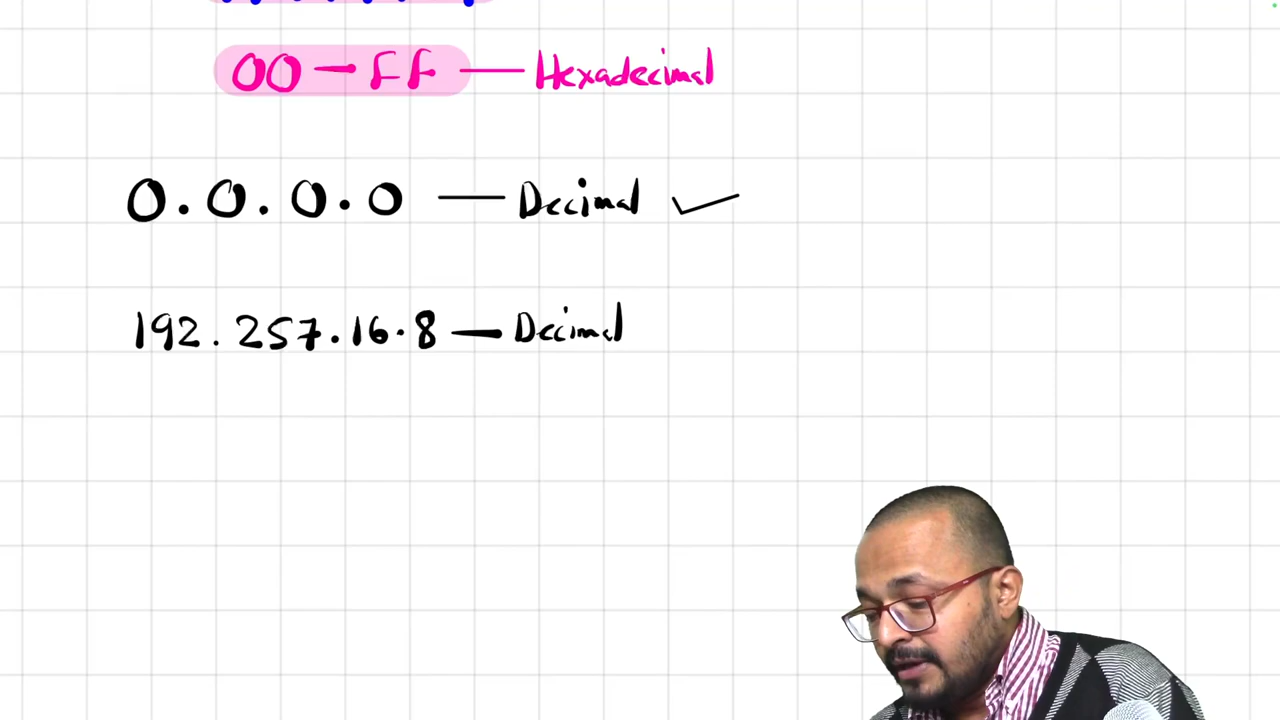 00 — FF — Hexadecimal
0.0.0.0 — Decimal ✓
192.257.16.8 — Decimal